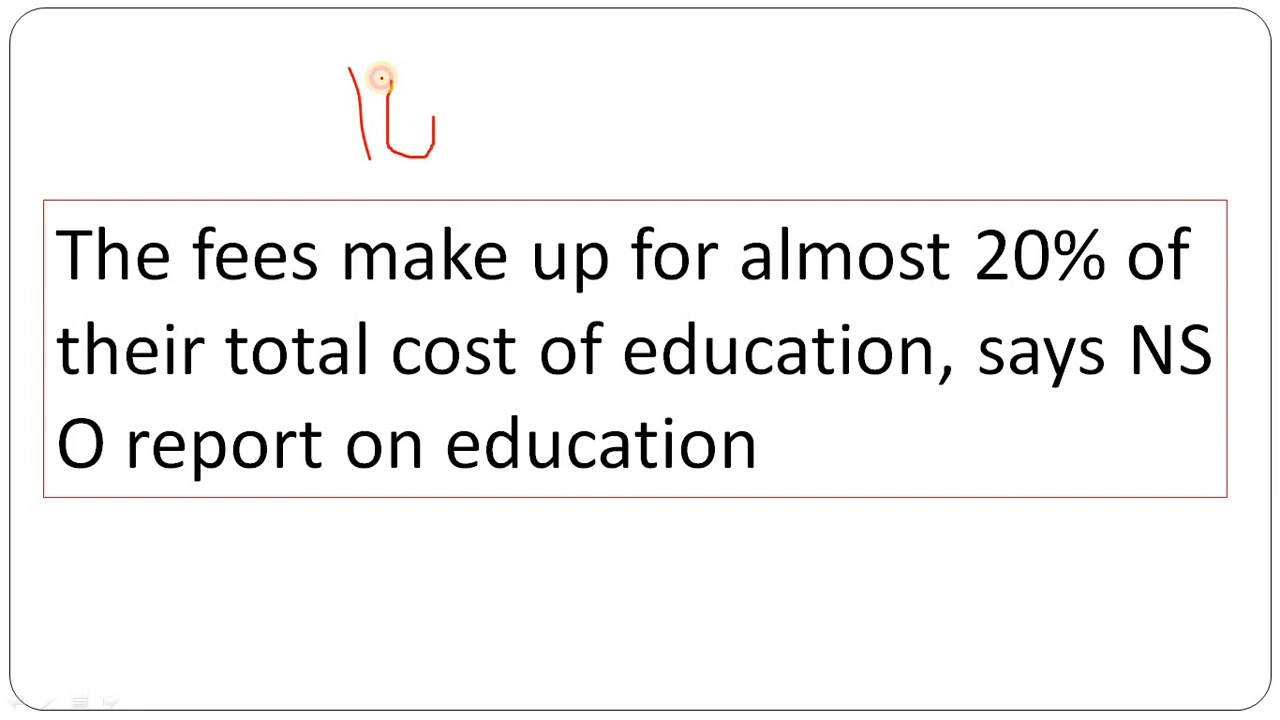 The fees make up for almost 20% of
their total cost of education, says NS
O report on education